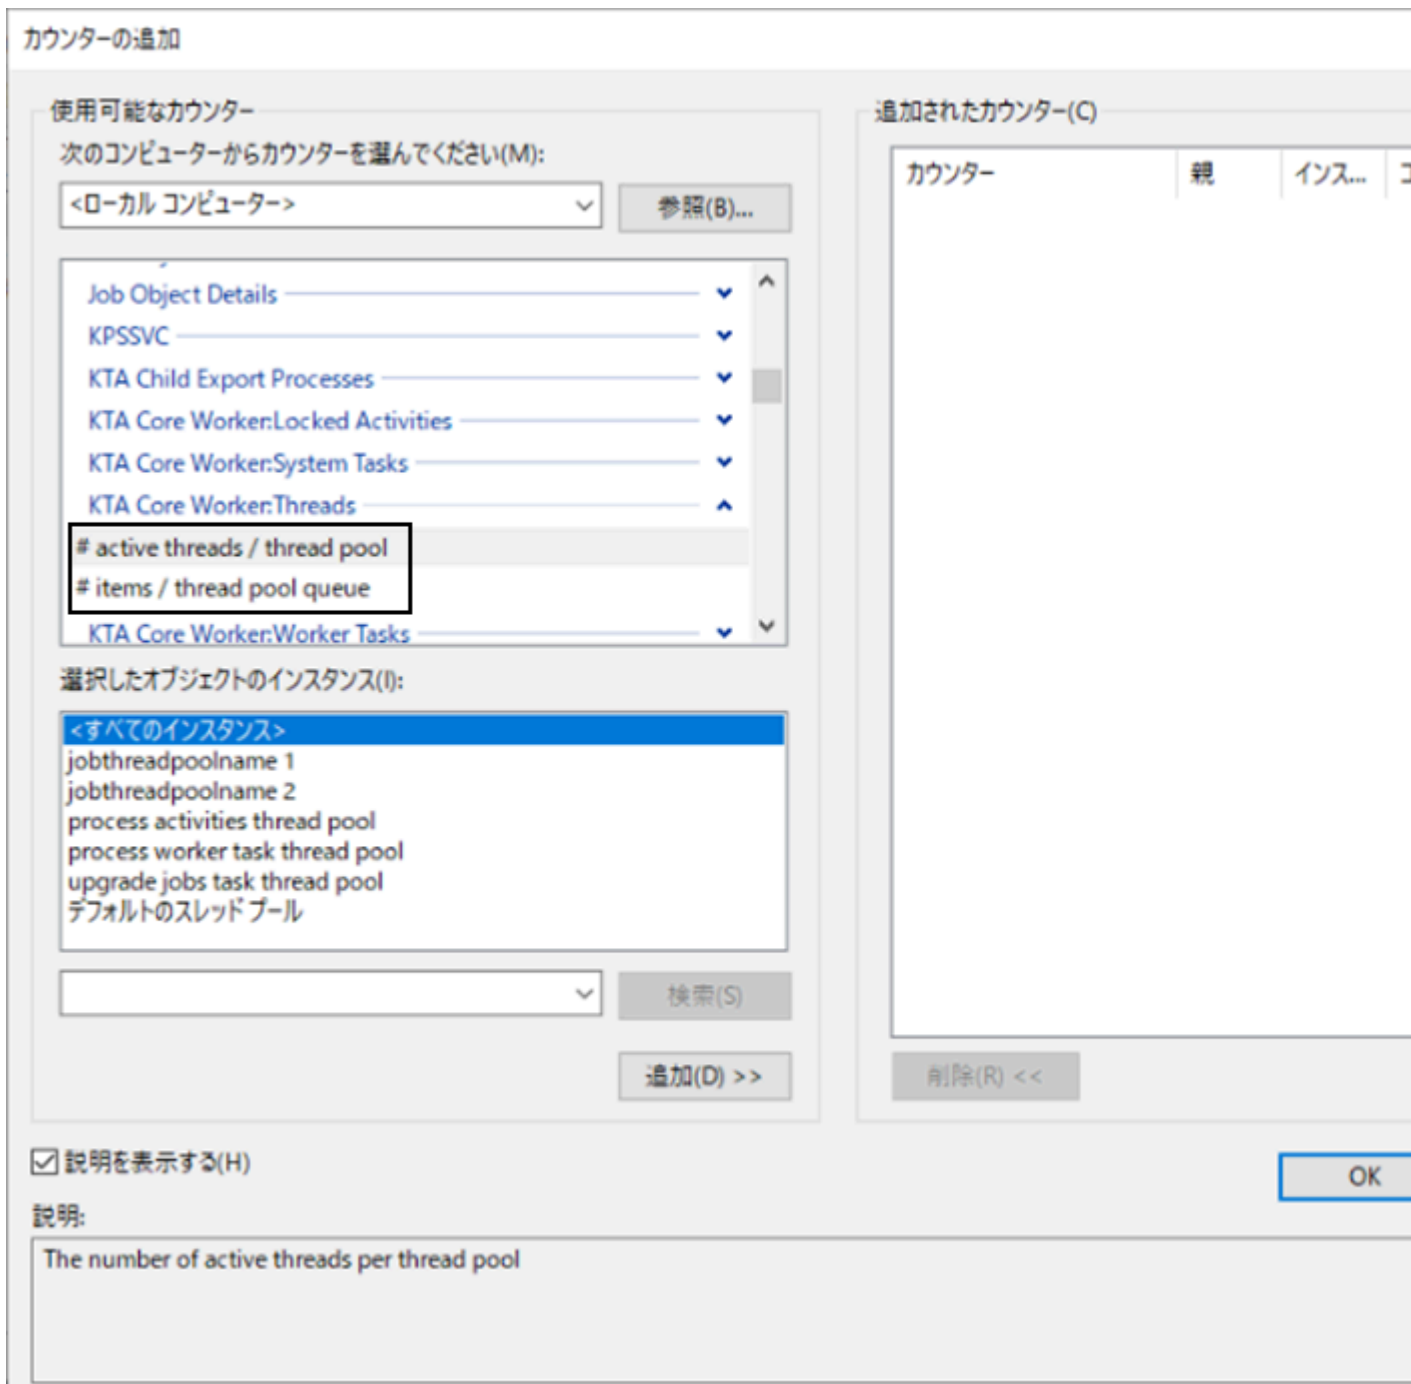 カウンターの追加
使用可能なカウンター
次のコンピューターからカウンターを選んでください(M):
<ローカル コンピューター>
参照(B)...
Job Object Details
KPSSVC
KTA Child Export Processes
KTA Core Worker:Locked Activities
KTA Core Worker:System Tasks
KTA Core Worker:Threads
# active threads / thread pool
# items / thread pool queue
KTA Core Worker:Worker Tasks
選択したオブジェクトのインスタンス(I):
<すべてのインスタンス>
jobthreadpoolname 1
jobthreadpoolname 2
process activities thread pool
process worker task thread pool
upgrade jobs task thread pool
デフォルトのスレッド プール
検索(S)
追加(D) >>
追加されたカウンター(C)
カウンター 親 インス...
削除(R) <<
説明を表示する(H)
OK
説明:
The number of active threads per thread pool